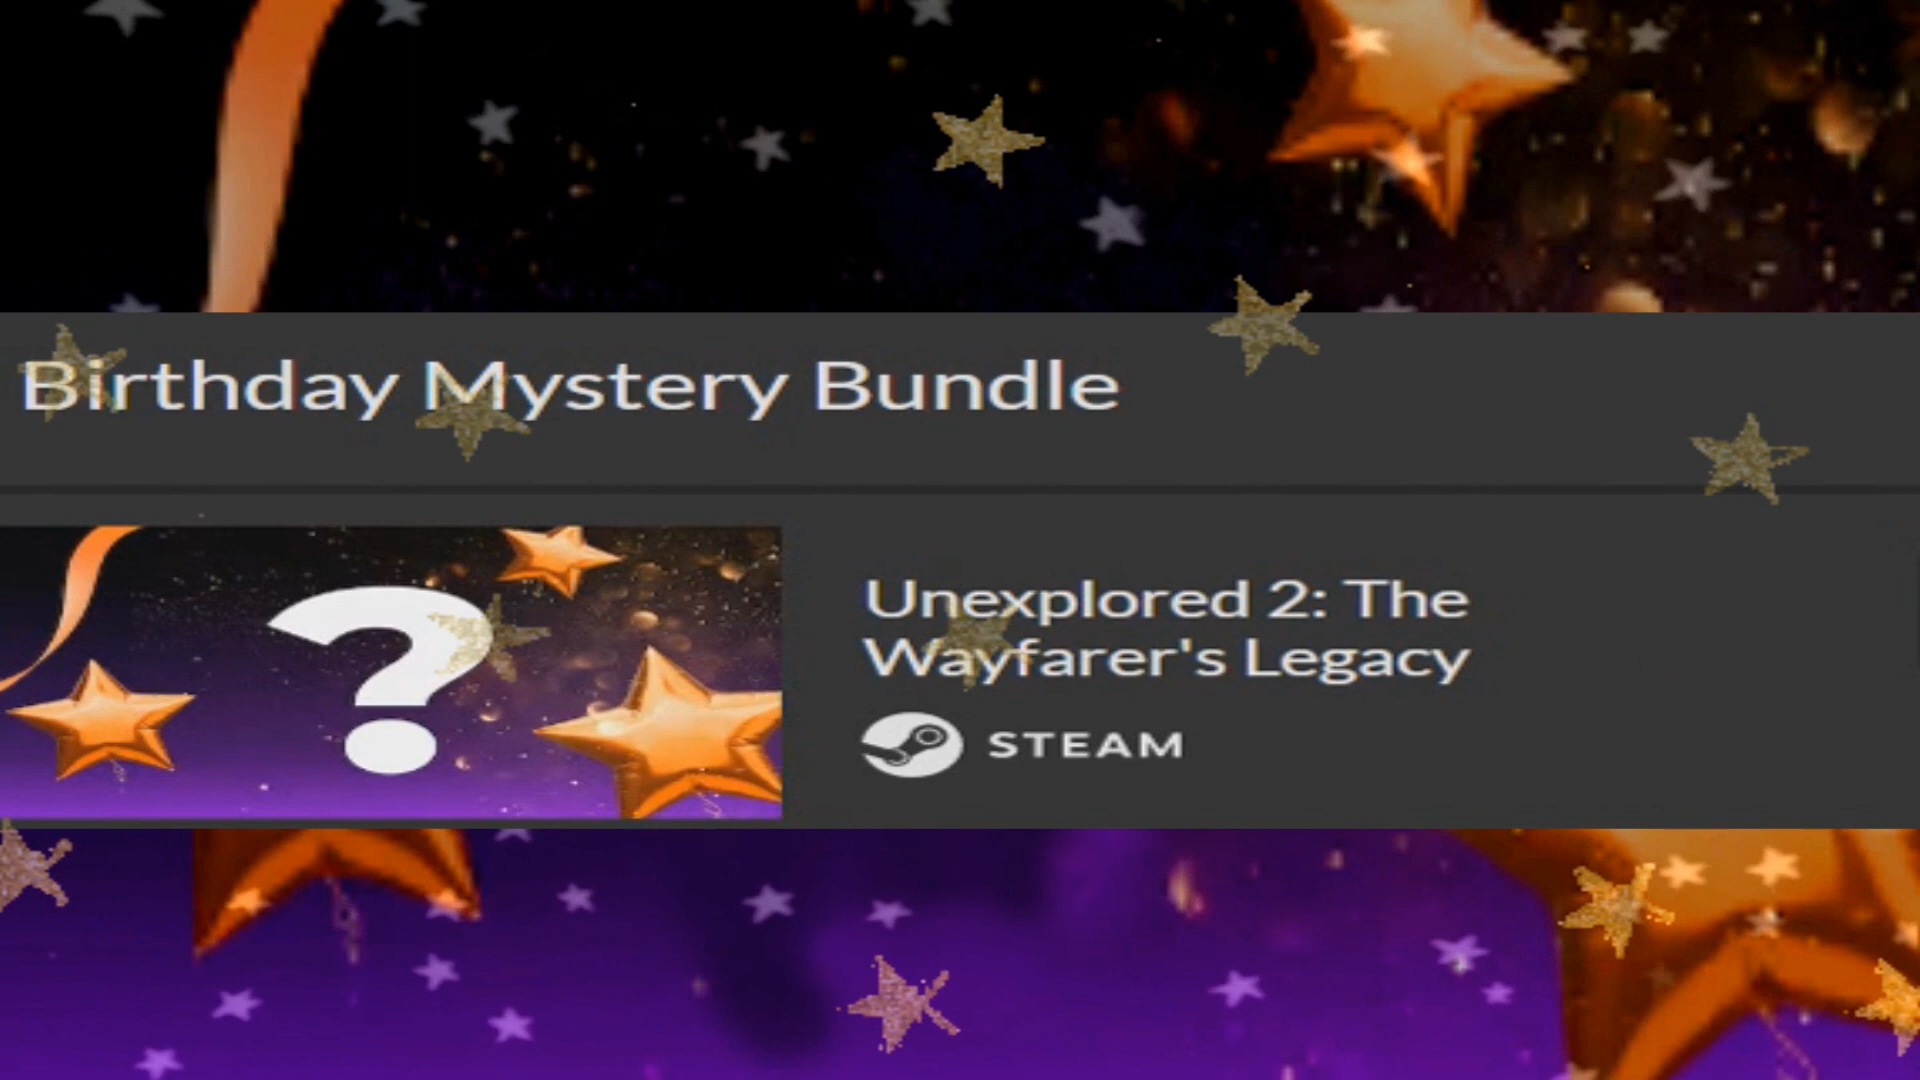 Birthday Mystery Bundle
?
Unexplored 2: The
Wayfarer's Legacy
STEAM